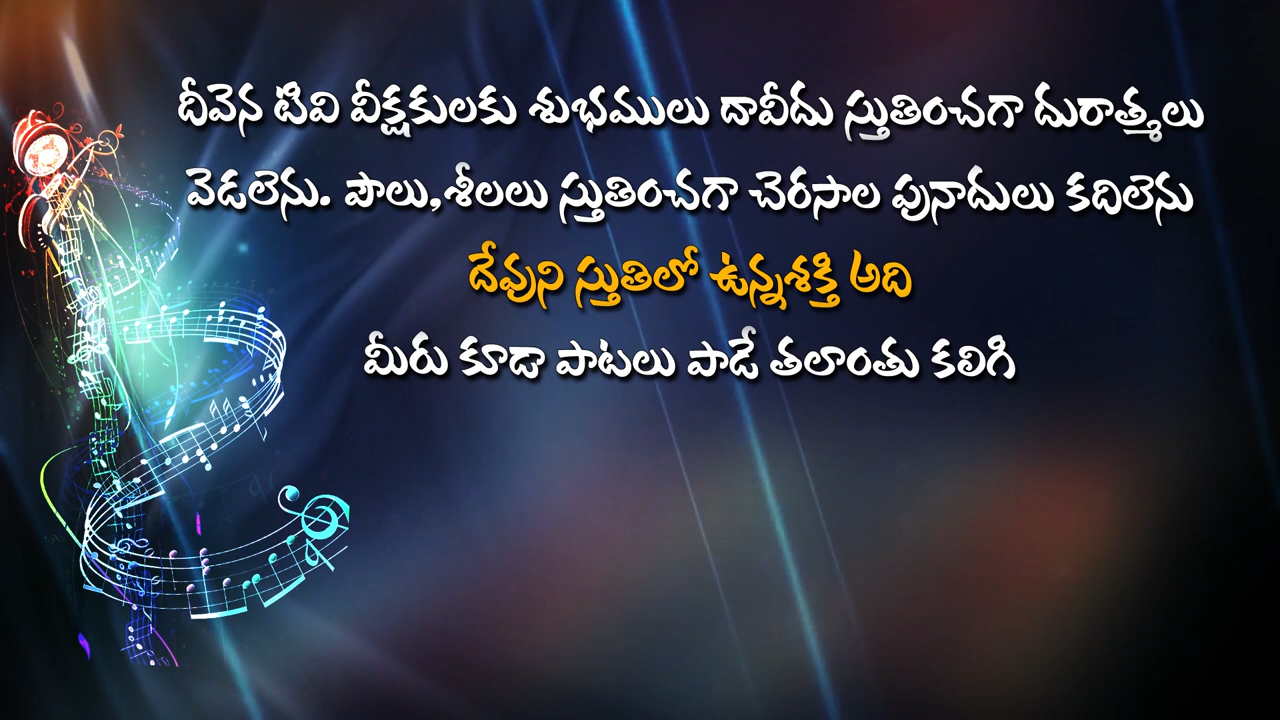 దీవెన టివి వీక్షకులకు శుభములు దావీదు స్తుతించగా దురాత్మలు
వెడలెను. పౌలు,శీలలు స్తుతించగా చెరసాల పునాదులు కదిలెను
దేవుని స్తుతిలో ఉన్నశక్తి అది
మీరు కూడా పాటలు పాడే తలాంతు కలిగి